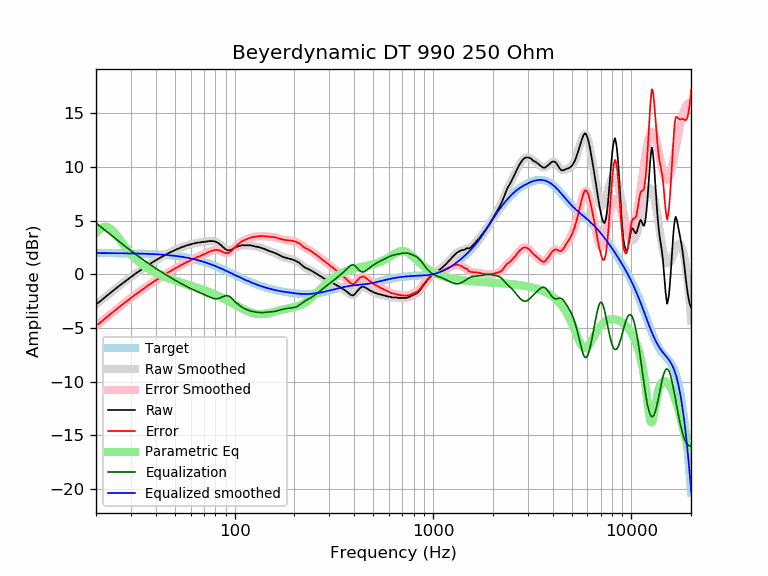 Beyerdynamic DT 990 250 Ohm
Amplitude (dBr)
15
10
5
0
−5
−10
−15
−20
Target
Raw Smoothed
Error Smoothed
Raw
Error
Parametric Eq
Equalization
Equalized smoothed
100 1000 10000
Frequency (Hz)